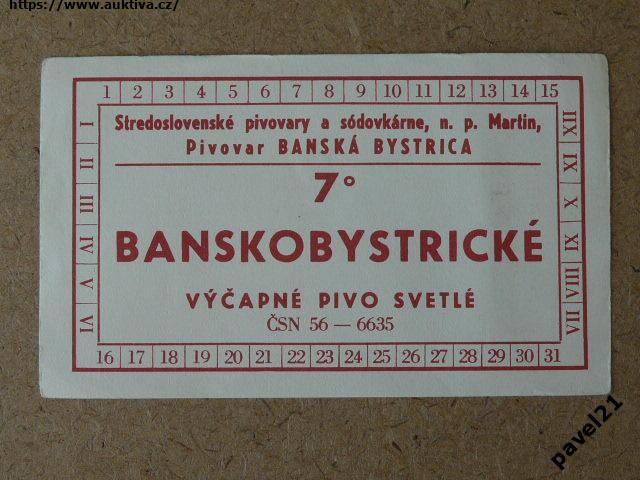 https://www.auktiva.cz/
1 2 3 4 5 6 7 8 9 10 11 12 13 14 15
Stredoslovenské pivovary a sódovkárne, n. p. Martin,
Pivovar BANSKÁ BYSTRICA
7°
BANSKOBYSTRICKÉ
VÝČAPNÉ PIVO SVETLÉ
ČSN 56 — 6635
16 17 18 19 20 21 22 23 24 25 26 27 28 29 30 31
I II III IV V VI
XII XI X XI VIII VII
pavel21